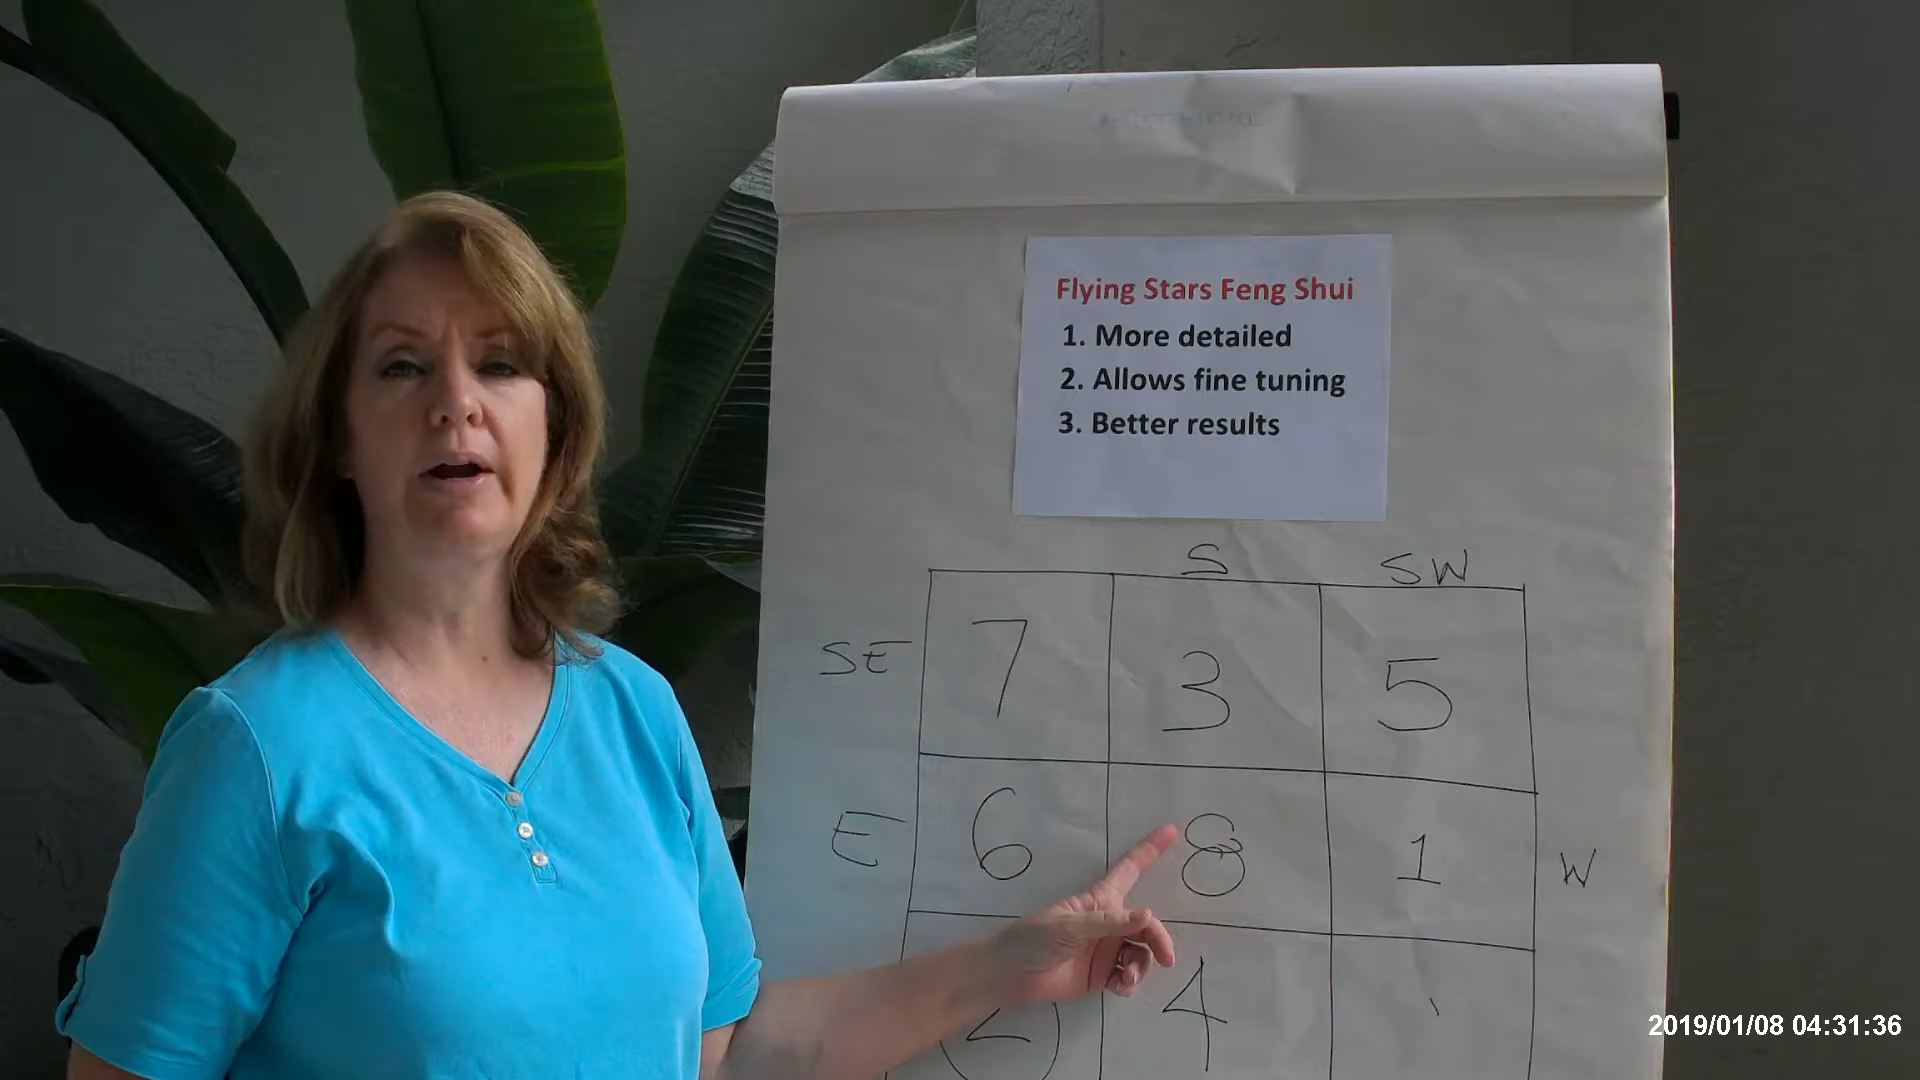 Flying Stars Feng Shui
1. More detailed
2. Allows fine tuning
3. Better results
S SW
SE 7 3 5
E 6 8 1 W
2 4
2019/01/08 04:31:36